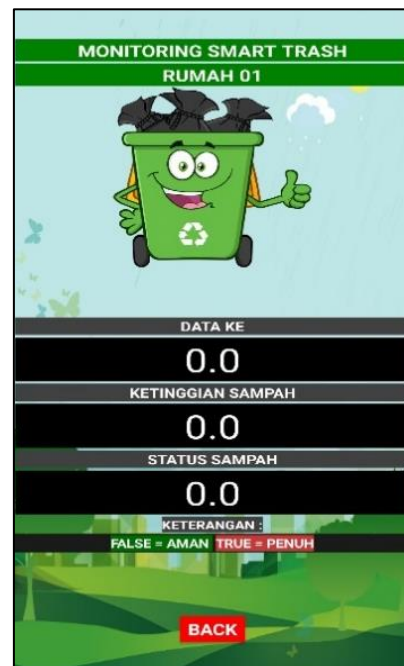 MONITORING SMART TRASH
RUMAH 01
DATA KE
0.0
KETINGGIAN SAMPAH
0.0
STATUS SAMPAH
0.0
KETERANGAN :
FALSE = AMAN TRUE = PENUH
BACK